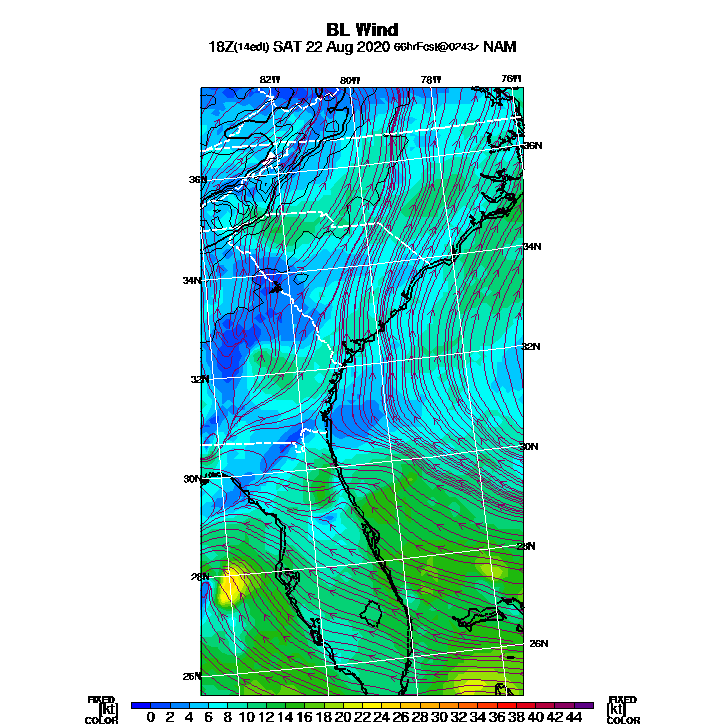 BL Wind
18Z(14edt) SAT 22 Aug 2020 66hrFcst@0243z NAM
82W 80W 78W 76W
36N
36N
34N
34N
32N
32N
30N
30N
28N
28N
26N
26N
FIXED FIXED
[kt] 0 2 4 6 8 10 12 14 16 18 20 22 24 26 28 30 32 34 36 38 40 42 44 [kt]
COLOR COLOR